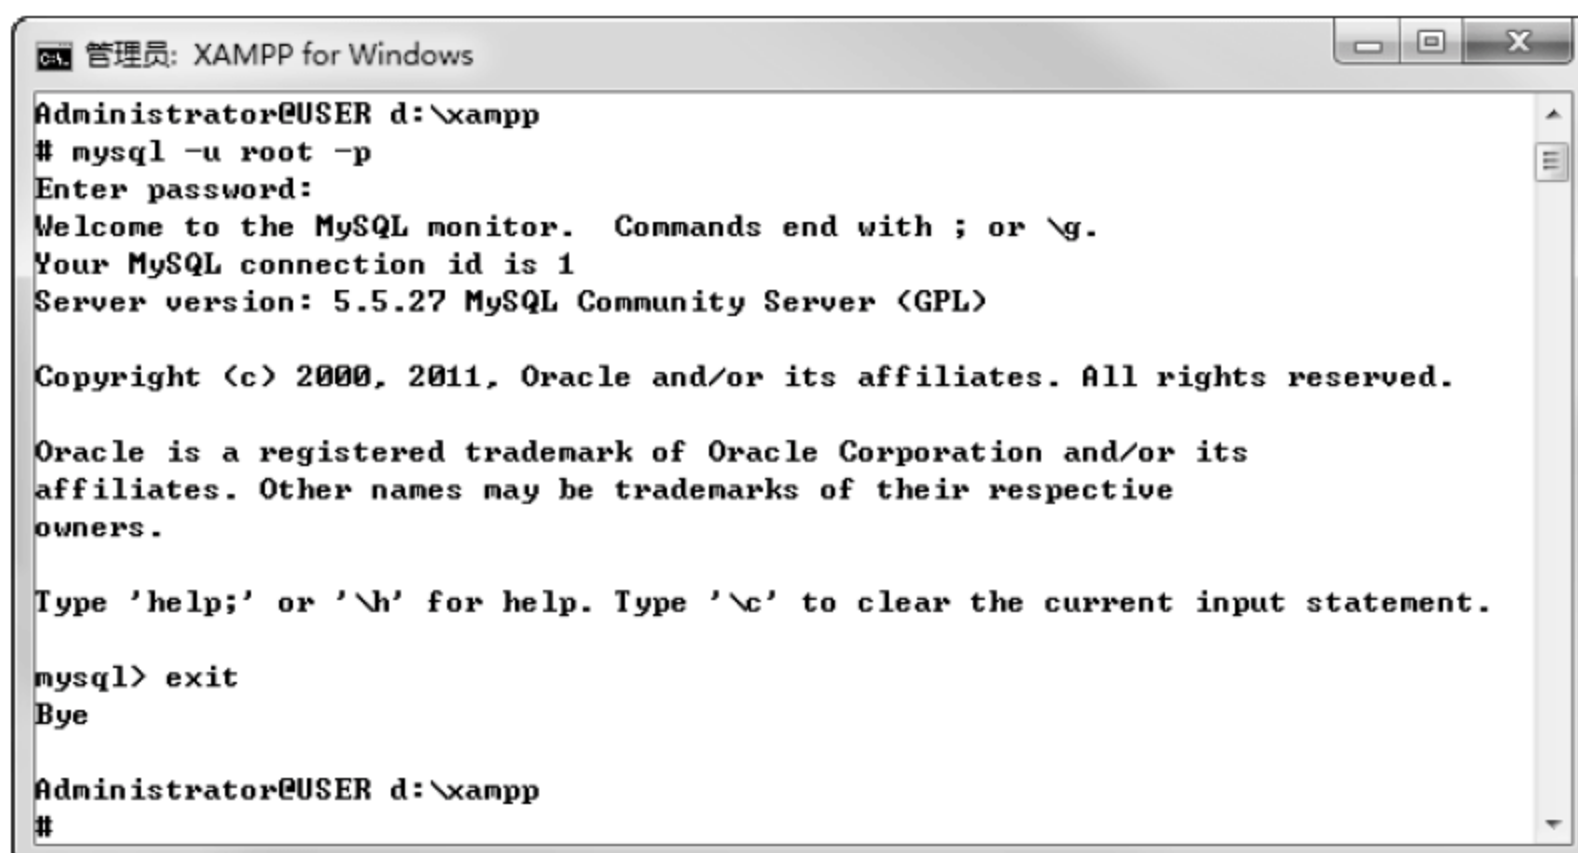 管理员: XAMPP for Windows
Administrator@USER d:\xampp
# mysql -u root -p
Enter password:
Welcome to the MySQL monitor.  Commands end with ; or \g.
Your MySQL connection id is 1
Server version: 5.5.27 MySQL Community Server (GPL)
Copyright (c) 2000, 2011, Oracle and/or its affiliates. All rights reserved.
Oracle is a registered trademark of Oracle Corporation and/or its
affiliates. Other names may be trademarks of their respective
owners.
Type 'help;' or '\h' for help. Type '\c' to clear the current input statement.
mysql> exit
Bye
Administrator@USER d:\xampp
#